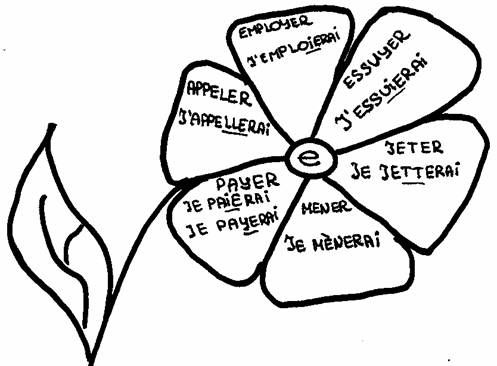 EMPLOYER
J'EMPLOIERAI
ESSUYER
J'ESSUIERAI
APPELER
J'APPELLERAI
JETER
JE JETTERAI
e
PAYER
JE PAIERAI
JE PAYERAI
MENER
JE MÈNERAI